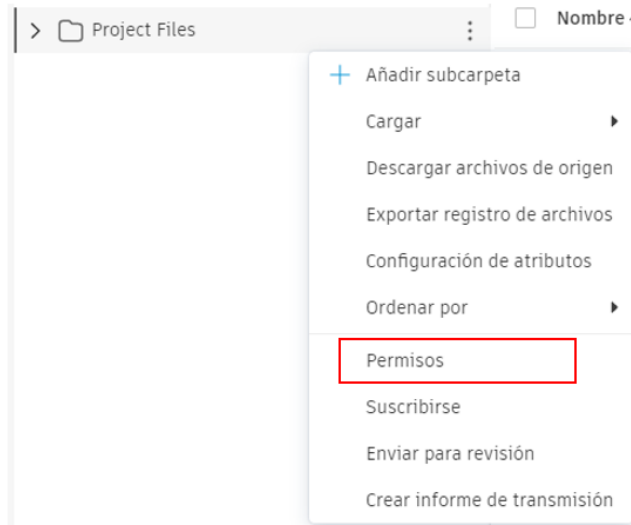 Project Files
Nombre
Añadir subcarpeta
Cargar
Descargar archivos de origen
Exportar registro de archivos
Configuración de atributos
Ordenar por
Permisos
Suscribirse
Enviar para revisión
Crear informe de transmisión